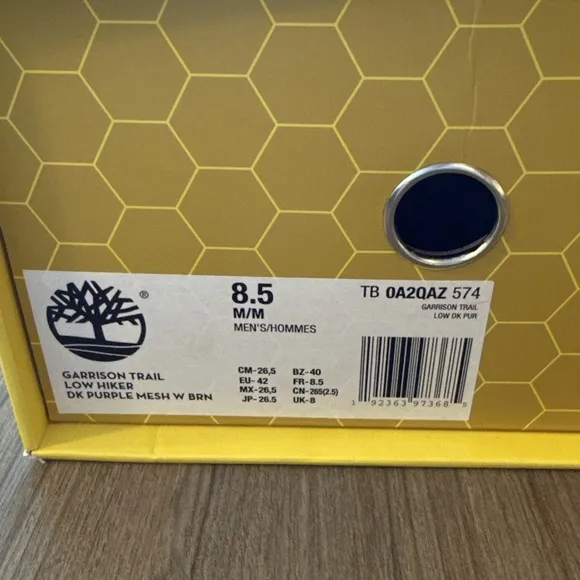 ®
8.5
M/M
MEN'S/HOMMES
TB 0A2QAZ 574
GARRISON TRAIL
LOW DK PUR
GARRISON TRAIL
LOW HIKER
DK PURPLE MESH W BRN
CM-26,5 BZ-40
EU- 42 FR-8.5
MX-26,5 CN-265(2.5)
JP- 26.5 UK-8
1 92363 97368 5